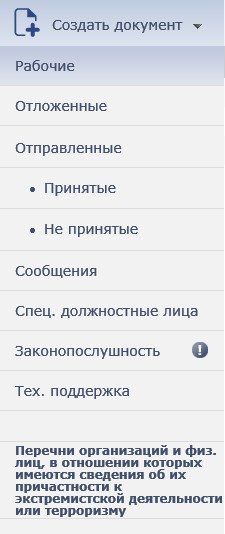 Создать документ
Рабочие
Отложенные
Отправленные
• Принятые
• Не принятые
Сообщения
Спец. должностные лица
Законопослушность !
Тех. поддержка
Перечни организаций и физ.
лиц, в отношении которых
имеются сведения об их
причастности к
экстремистской деятельности
или терроризму